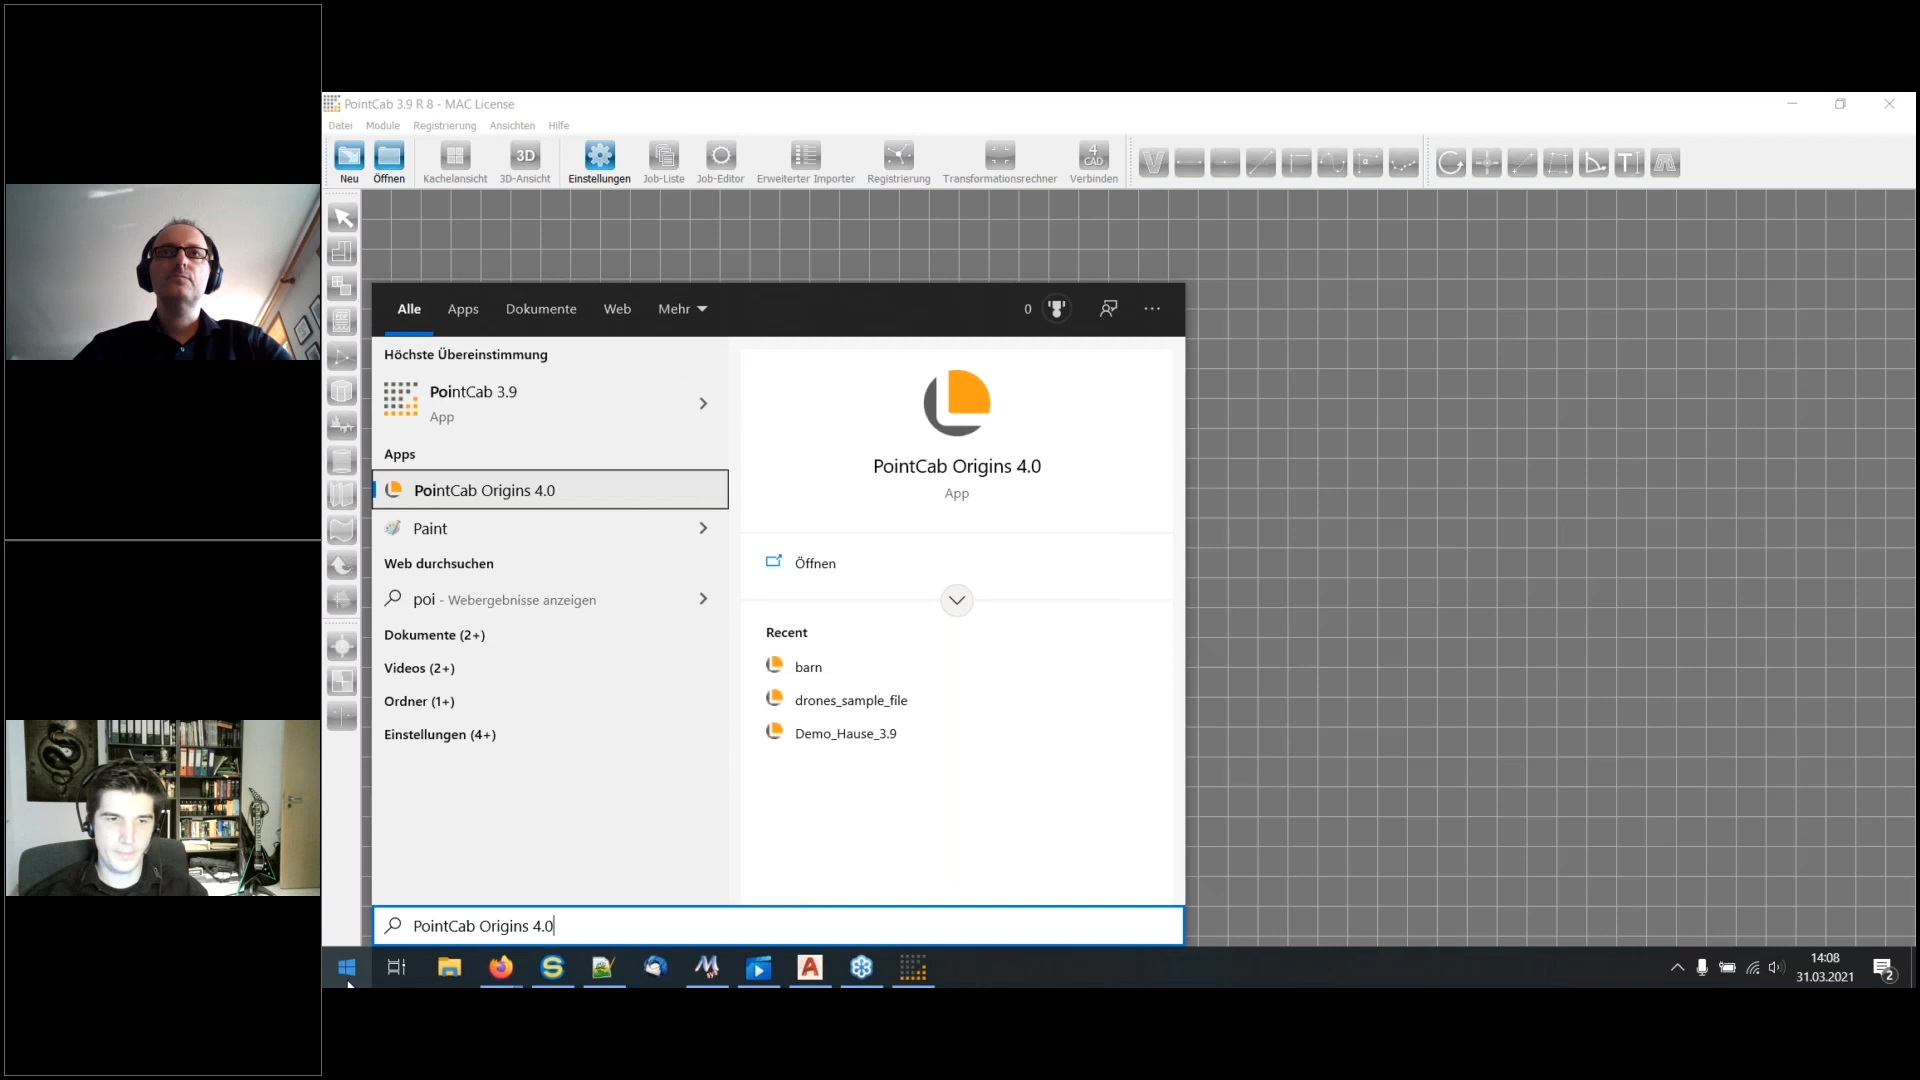 PointCab 3.9 R 8 - MAC License
Datei Module Registrierung Ansichten Hilfe
3D
4
CAD
Neu Öffnen Kachelansicht 3D-Ansicht Einstellungen Job-Liste Job-Editor Erweiterter Importer Registrierung Transformationsrechner Verbinden
Alle Apps Dokumente Web Mehr
0
Höchste Übereinstimmung
PointCab 3.9
App
Apps
PointCab Origins 4.0
Paint
Web durchsuchen
poi - Webergebnisse anzeigen
Dokumente (2+)
Videos (2+)
Ordner (1+)
Einstellungen (4+)
PointCab Origins 4.0
App
Öffnen
Recent
barn
drones_sample_file
Demo_Hause_3.9
PointCab Origins 4.0
14:08
31.03.2021
2